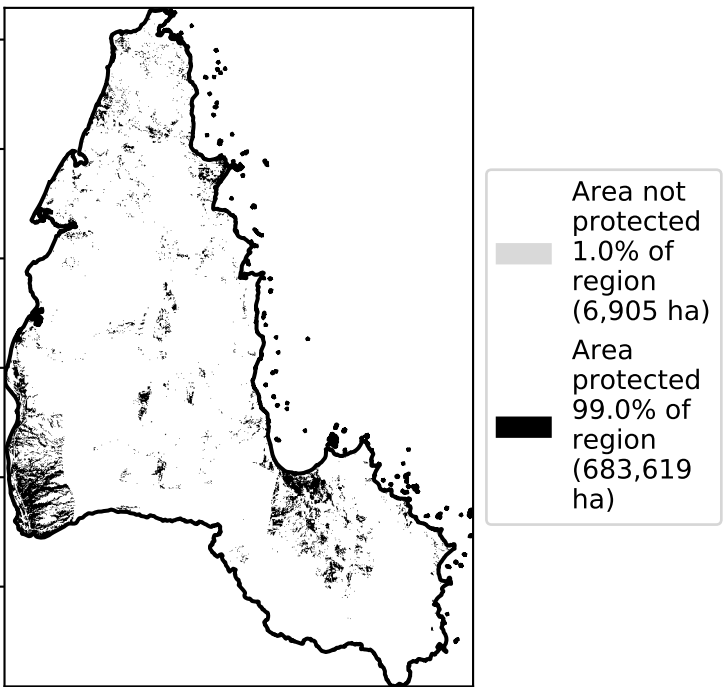 Area not
protected
1.0% of
region
(6,905 ha)
Area
protected
99.0% of
region
(683,619
ha)